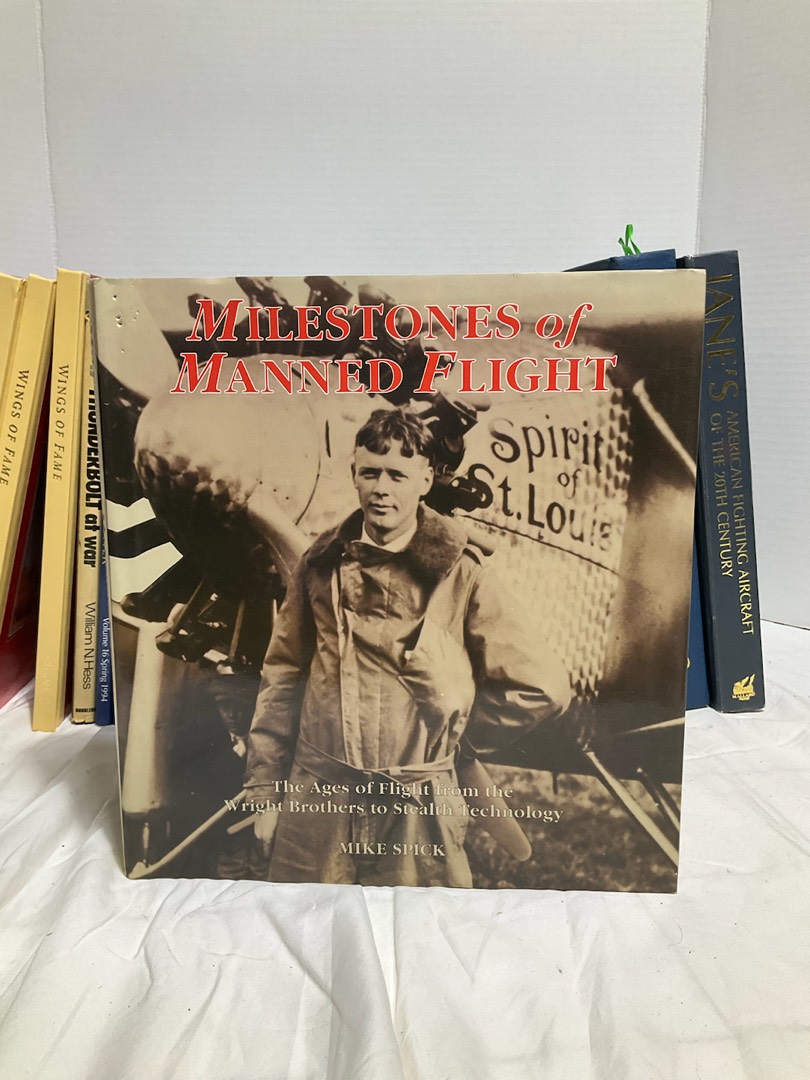 MILESTONES of
MANNED FLIGHT
Spirit
of
St. Louis
The Ages of Flight from the
Wright Brothers to Stealth Technology
MIKE SPICK
WINGS OF FAME
WINGS OF FAME
THUNDERBOLT at war
William N. Hess
Volume 16 Spring 1994
JANE'S
AMERICAN FIGHTING AIRCRAFT
OF THE 20TH CENTURY